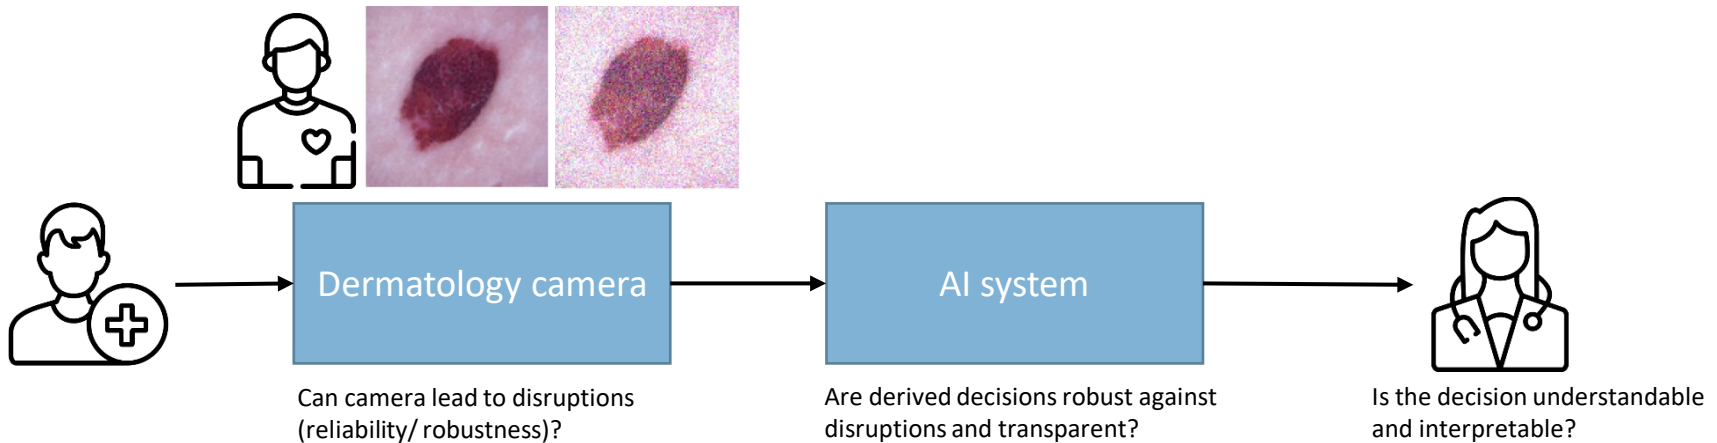 Dermatology camera
AI system
Can camera lead to disruptions
(reliability/ robustness)?
Are derived decisions robust against
disruptions and transparent?
Is the decision understandable
and interpretable?